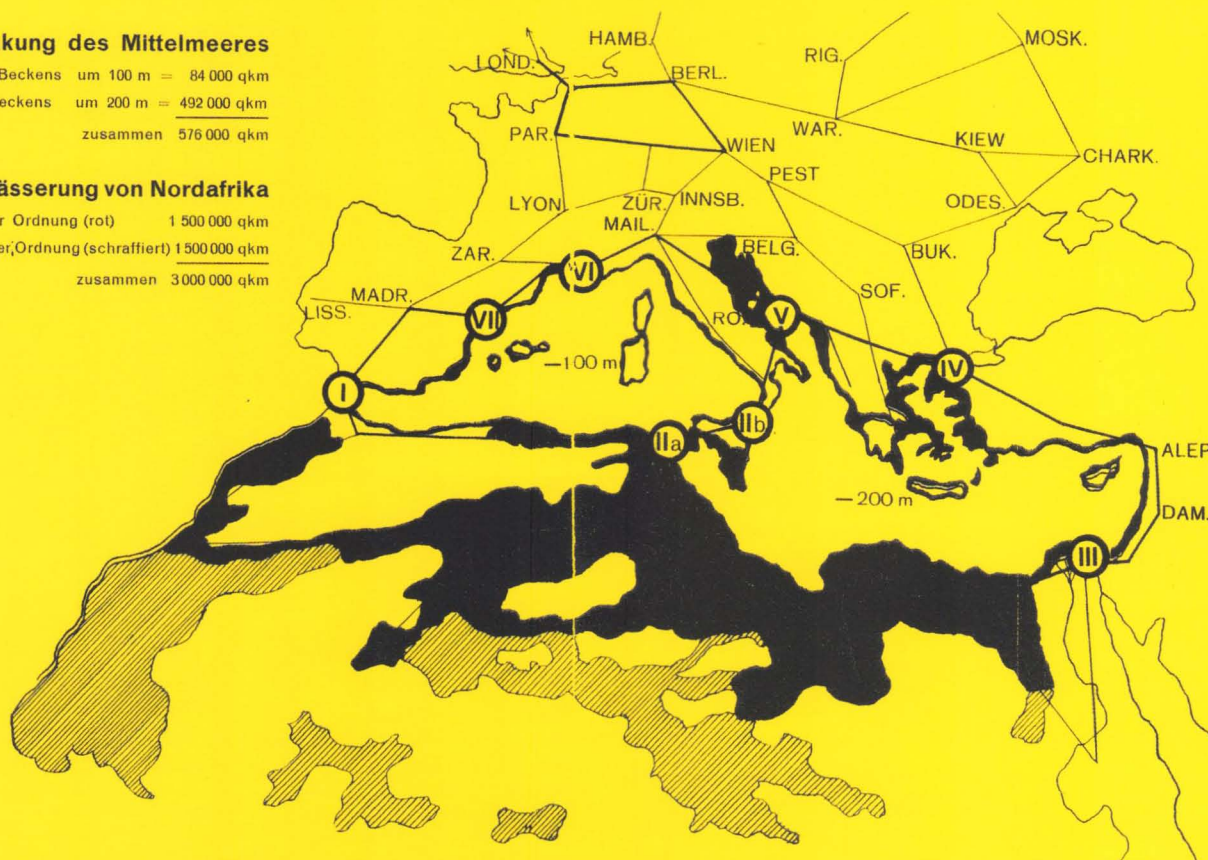 kung des Mittelmeeres
Beckens um 100 m = 84 000 qkm
eckens um 200 m = 492 000 qkm
zusammen 576 000 qkm
ässerung von Nordafrika
r Ordnung (rot) 1 500 000 qkm
er Ordnung (schraffiert) 1 500 000 qkm
zusammen 3 000 000 qkm
HAMB.
MOSK.
RIG.
LOND.
BERL.
PAR.
WAR.
WIEN
KIEW
CHARK.
PEST
LYON
ZÜR.
INNSB.
ODES.
MAIL.
ZAR.
BELG.
BUK.
VI
MADR.
LISS.
VII
RO.
V
SOF.
—100 m
IV
I
IIa
IIb
ALEP
—200 m
DAM.
III